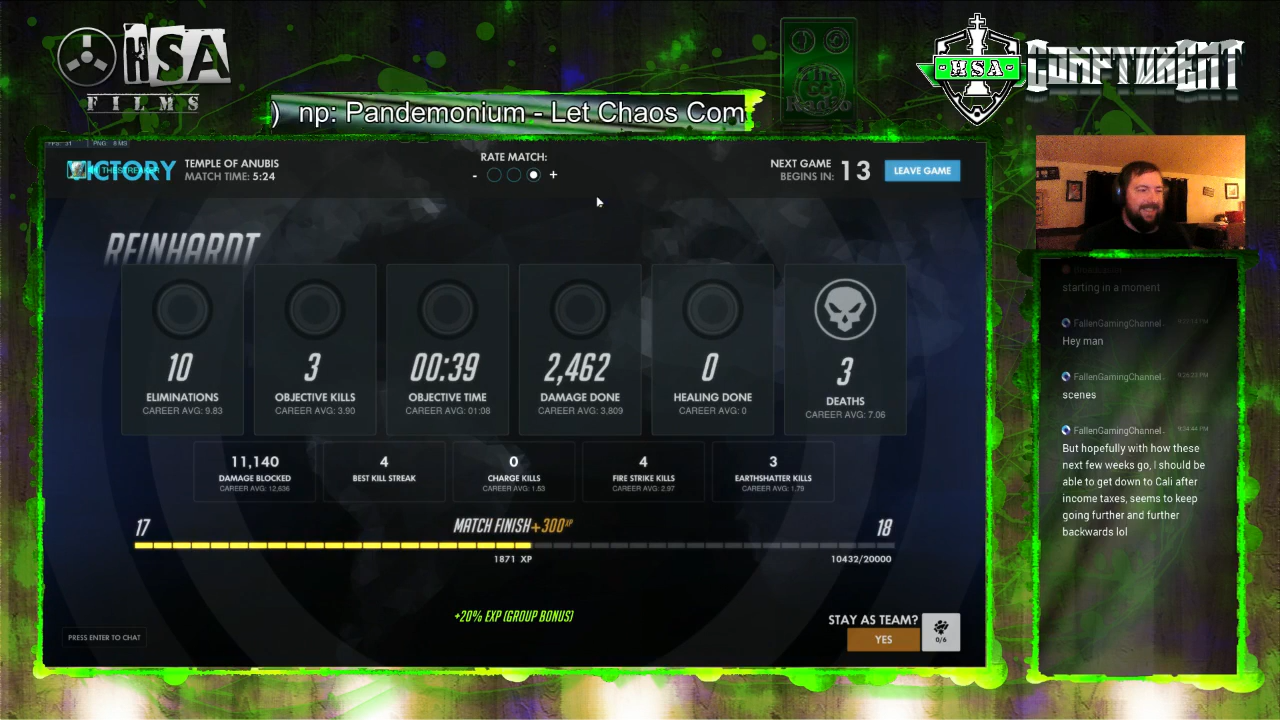 HSA
FILMS
) np: Pandemonium - Let Chaos Com
The
Radio
HSA
VICTORY
TEMPLE OF ANUBIS
MATCH TIME: 5:24
RATE MATCH:
- +
NEXT GAME
BEGINS IN: 13
LEAVE GAME
REINHARDT
10
ELIMINATIONS
CAREER AVG: 9.83
3
OBJECTIVE KILLS
CAREER AVG: 3.90
00:39
OBJECTIVE TIME
CAREER AVG: 01:08
2,462
DAMAGE DONE
CAREER AVG: 3,809
0
HEALING DONE
CAREER AVG: 0
3
DEATHS
CAREER AVG: 7.06
11,140
DAMAGE BLOCKED
CAREER AVG: 12,636
4
BEST KILL STREAK
0
CHARGE KILLS
CAREER AVG: 1.53
4
FIRE STRIKE KILLS
CAREER AVG: 2.97
3
EARTHSHATTER KILLS
CAREER AVG: 1.79
17
MATCH FINISH +300XP
18
1871 XP
10432/20000
+20% EXP (GROUP BONUS)
PRESS ENTER TO CHAT
STAY AS TEAM?
YES
0/6
starting in a moment
FallenGamingChannel
Hey man
FallenGamingChannel
scenes
FallenGamingChannel
But hopefully with how these
next few weeks go, I should be
able to get down to Cali after
income taxes, seems to keep
going further and further
backwards lol